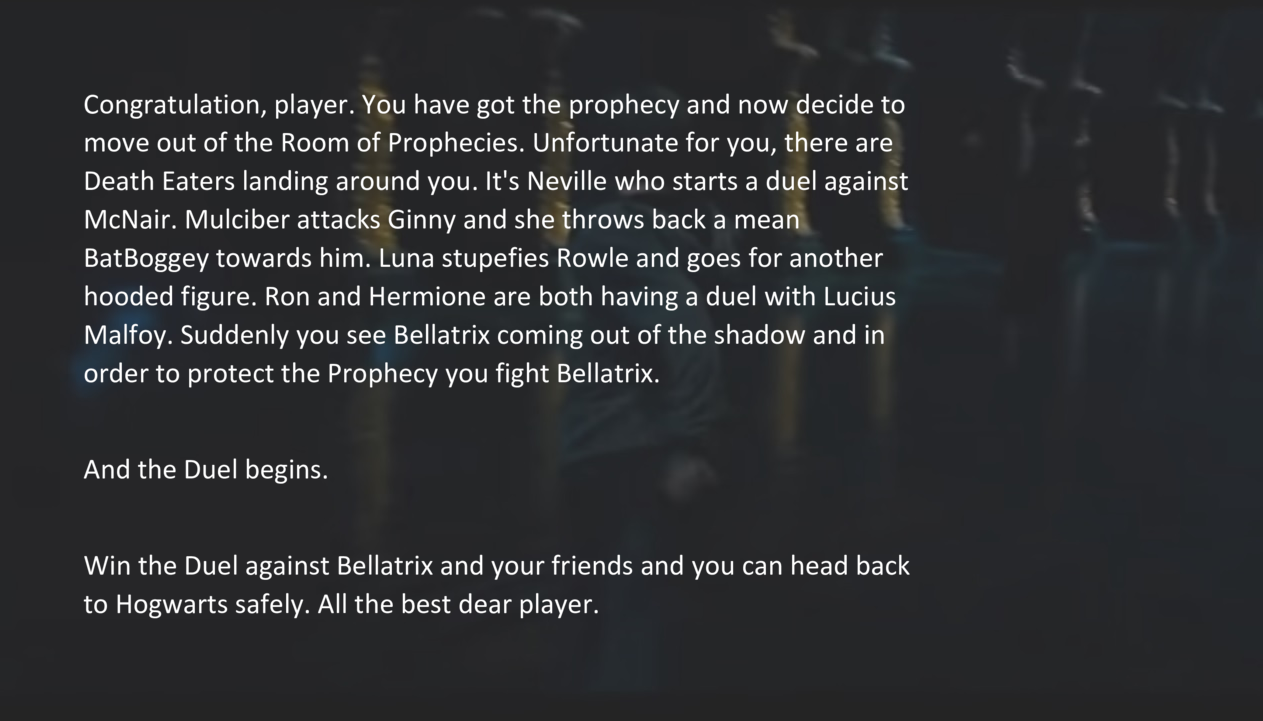 Congratulation, player. You have got the prophecy and now decide to
move out of the Room of Prophecies. Unfortunate for you, there are
Death Eaters landing around you. It's Neville who starts a duel against
McNair. Mulciber attacks Ginny and she throws back a mean
BatBoggey towards him. Luna stupefies Rowle and goes for another
hooded figure. Ron and Hermione are both having a duel with Lucius
Malfoy. Suddenly you see Bellatrix coming out of the shadow and in
order to protect the Prophecy you fight Bellatrix.
And the Duel begins.
Win the Duel against Bellatrix and your friends and you can head back
to Hogwarts safely. All the best dear player.